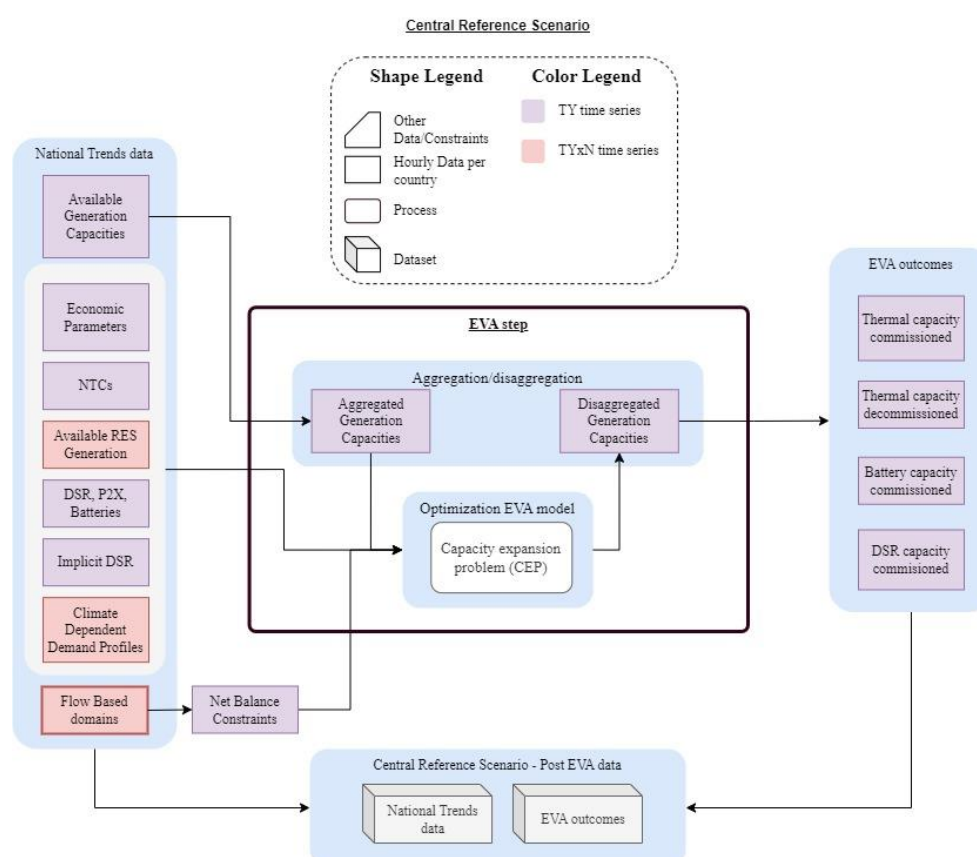 Central Reference Scenario
Shape Legend
Color Legend
Other
Data/Constraints
Hourly Data per
country
Process
Dataset
TY time series
TYxN time series
National Trends data
Available
Generation
Capacities
Economic
Parameters
NTCs
Available RES
Generation
DSR, P2X,
Batteries
Implicit DSR
Climate
Dependent
Demand Profiles
Flow Based
domains
Net Balance
Constraints
EVA step
Aggregation/disaggregation
Aggregated
Generation
Capacities
Disaggregated
Generation
Capacities
Optimization EVA model
Capacity expansion
problem (CEP)
EVA outcomes
Thermal capacity
commissioned
Thermal capacity
decommissioned
Battery capacity
commissioned
DSR capacity
commisioned
Central Reference Scenario - Post EVA data
National Trends
data
EVA outcomes